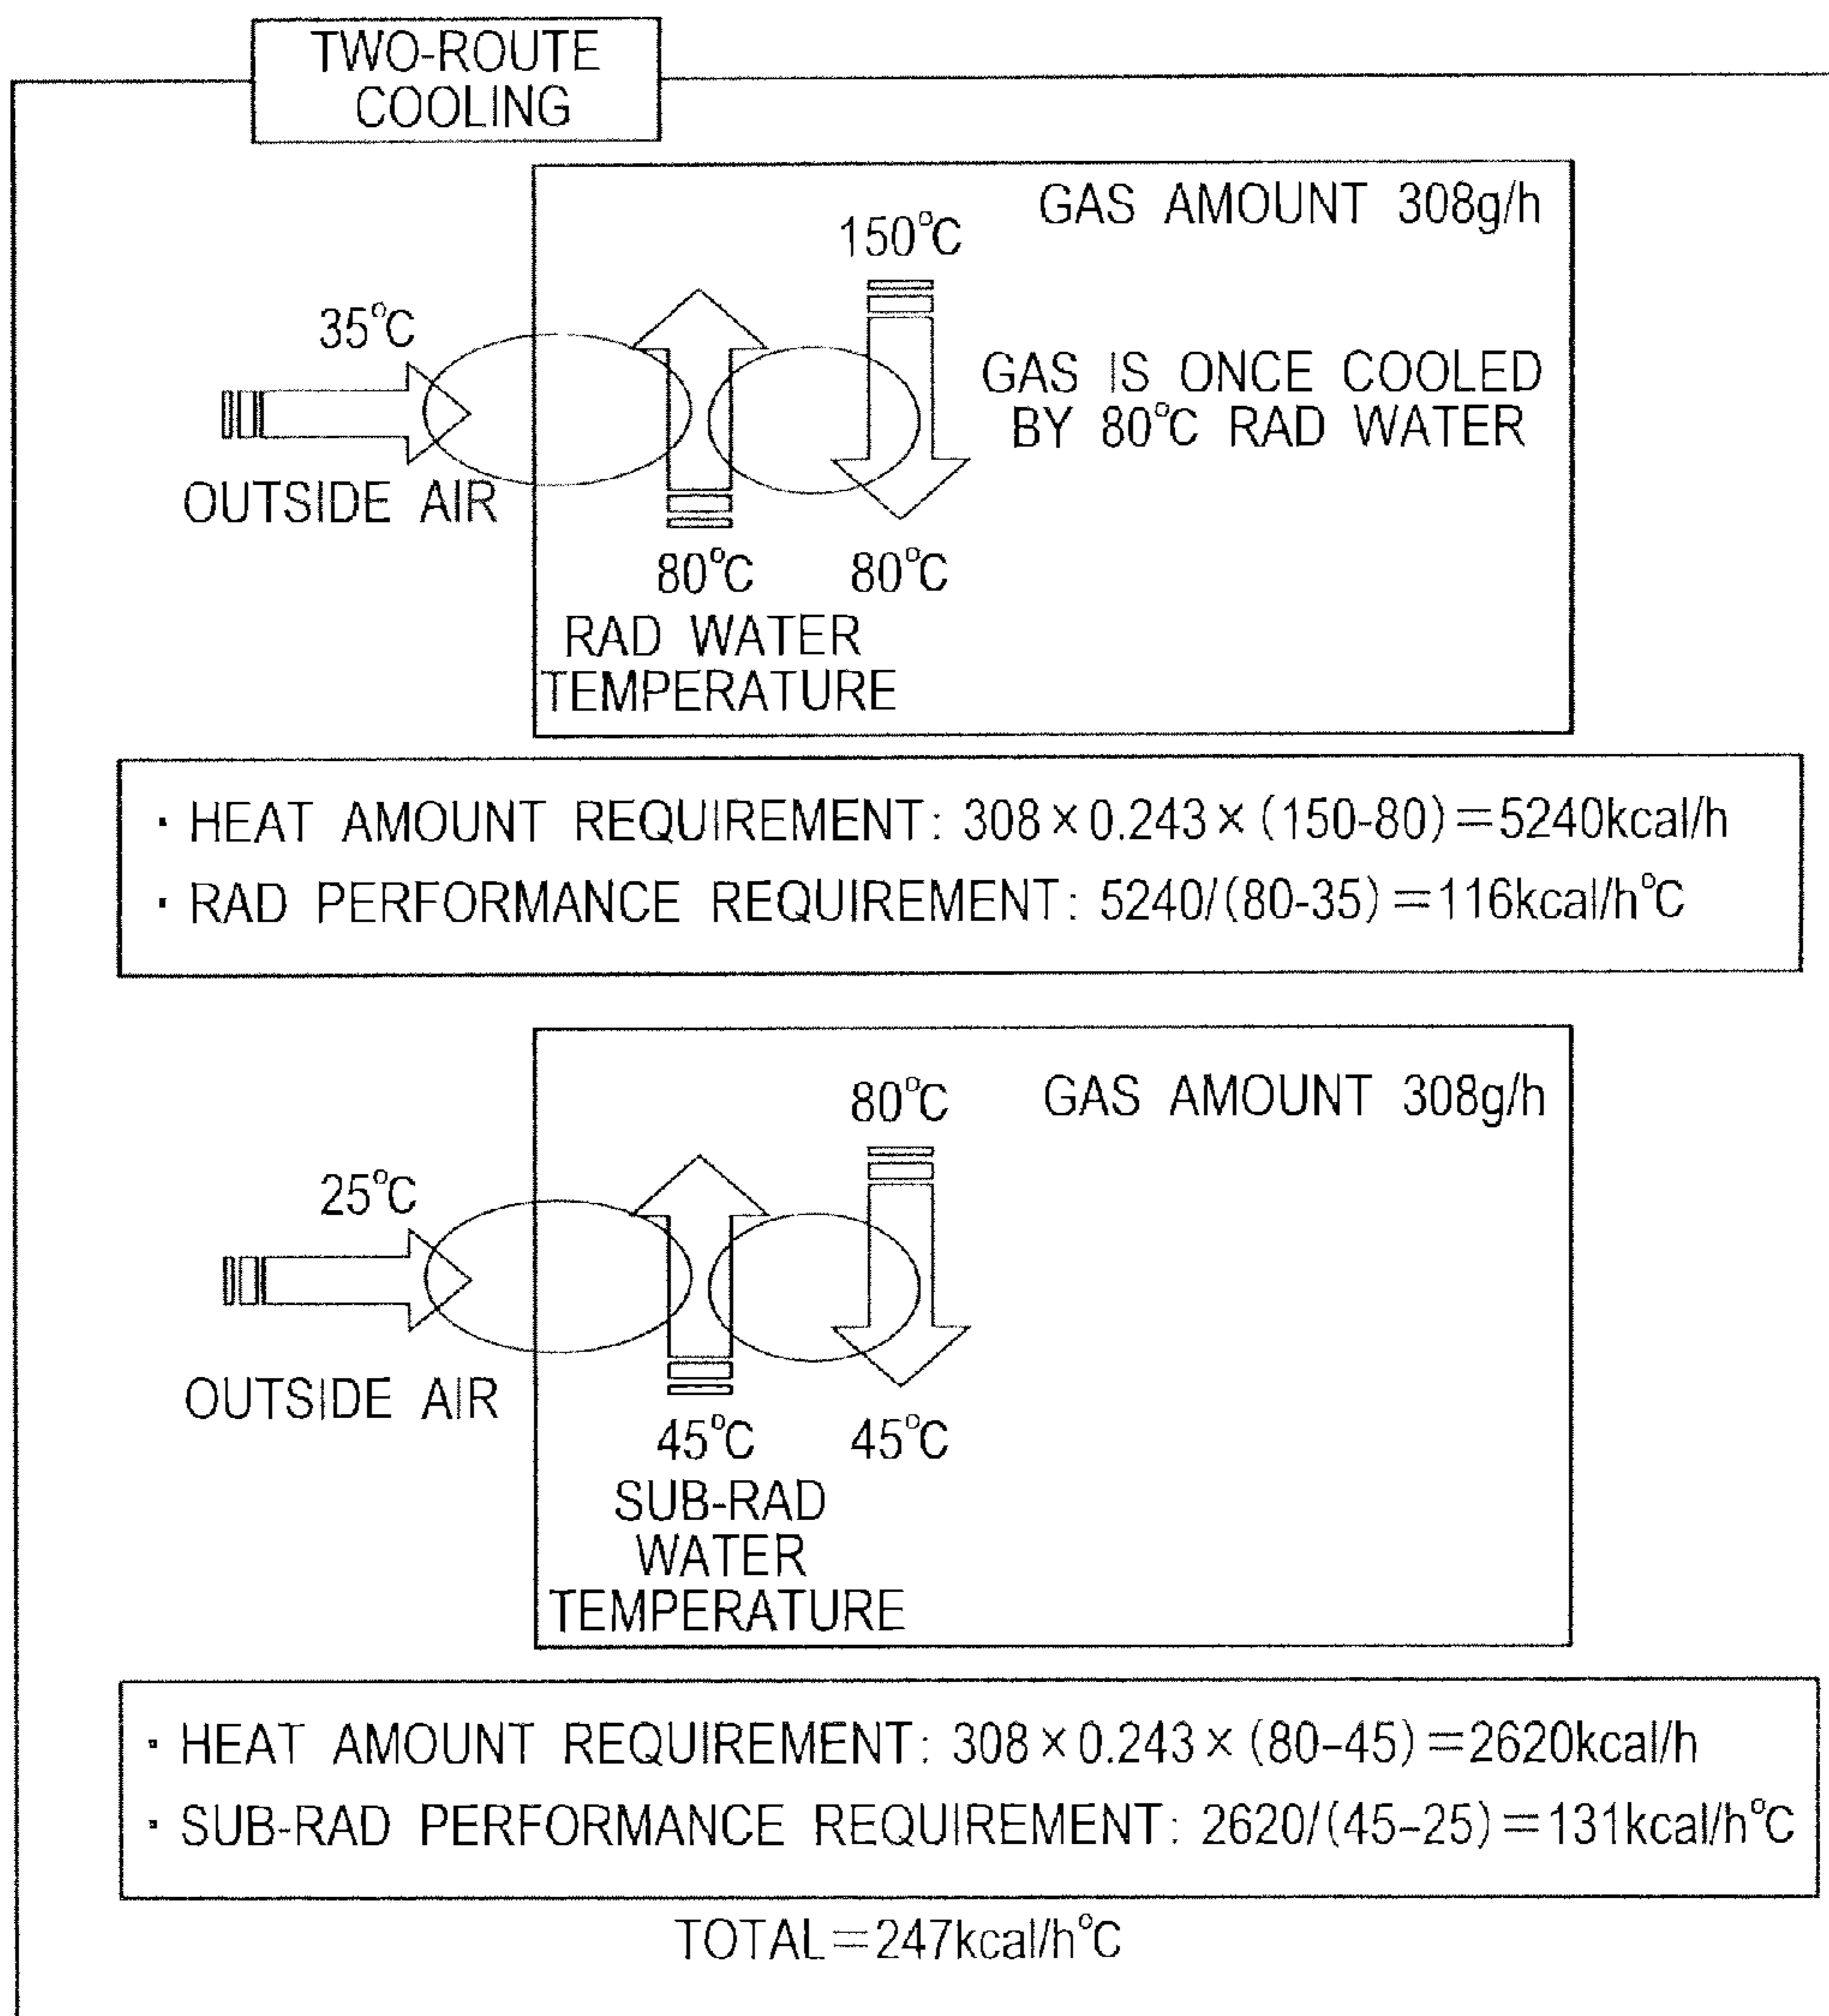 TWO-ROUTE
COOLING
GAS AMOUNT 308g/h
150°C
35°C
GAS IS ONCE COOLED
BY 80°C RAD WATER
OUTSIDE AIR
80°C 80°C
RAD WATER
TEMPERATURE
· HEAT AMOUNT REQUIREMENT: 308×0.243×(150-80)=5240kcal/h
· RAD PERFORMANCE REQUIREMENT: 5240/(80-35)=116kcal/h°C
80°C GAS AMOUNT 308g/h
25°C
OUTSIDE AIR
45°C 45°C
SUB-RAD
WATER
TEMPERATURE
· HEAT AMOUNT REQUIREMENT: 308×0.243×(80-45)=2620kcal/h
· SUB-RAD PERFORMANCE REQUIREMENT: 2620/(45-25)=131kcal/h°C
TOTAL=247kcal/h°C